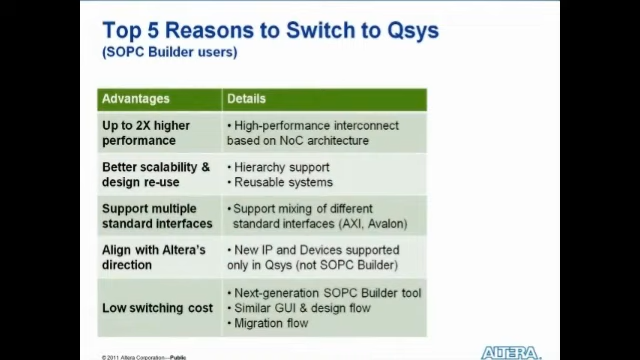 Top 5 Reasons to Switch to Qsys
(SOPC Builder users)
Advantages Details
Up to 2X higher performance
• High-performance interconnect
based on NoC architecture
Better scalability &
design re-use
• Hierarchy support
• Reusable systems
Support multiple
standard interfaces
• Support mixing of different
standard interfaces (AXI, Avalon)
Align with Altera's
direction
• New IP and Devices supported
only in Qsys (not SOPC Builder)
Low switching cost
• Next-generation SOPC Builder tool
• Similar GUI & design flow
• Migration flow
© 2011 Altera Corporation—Public
ALTERA